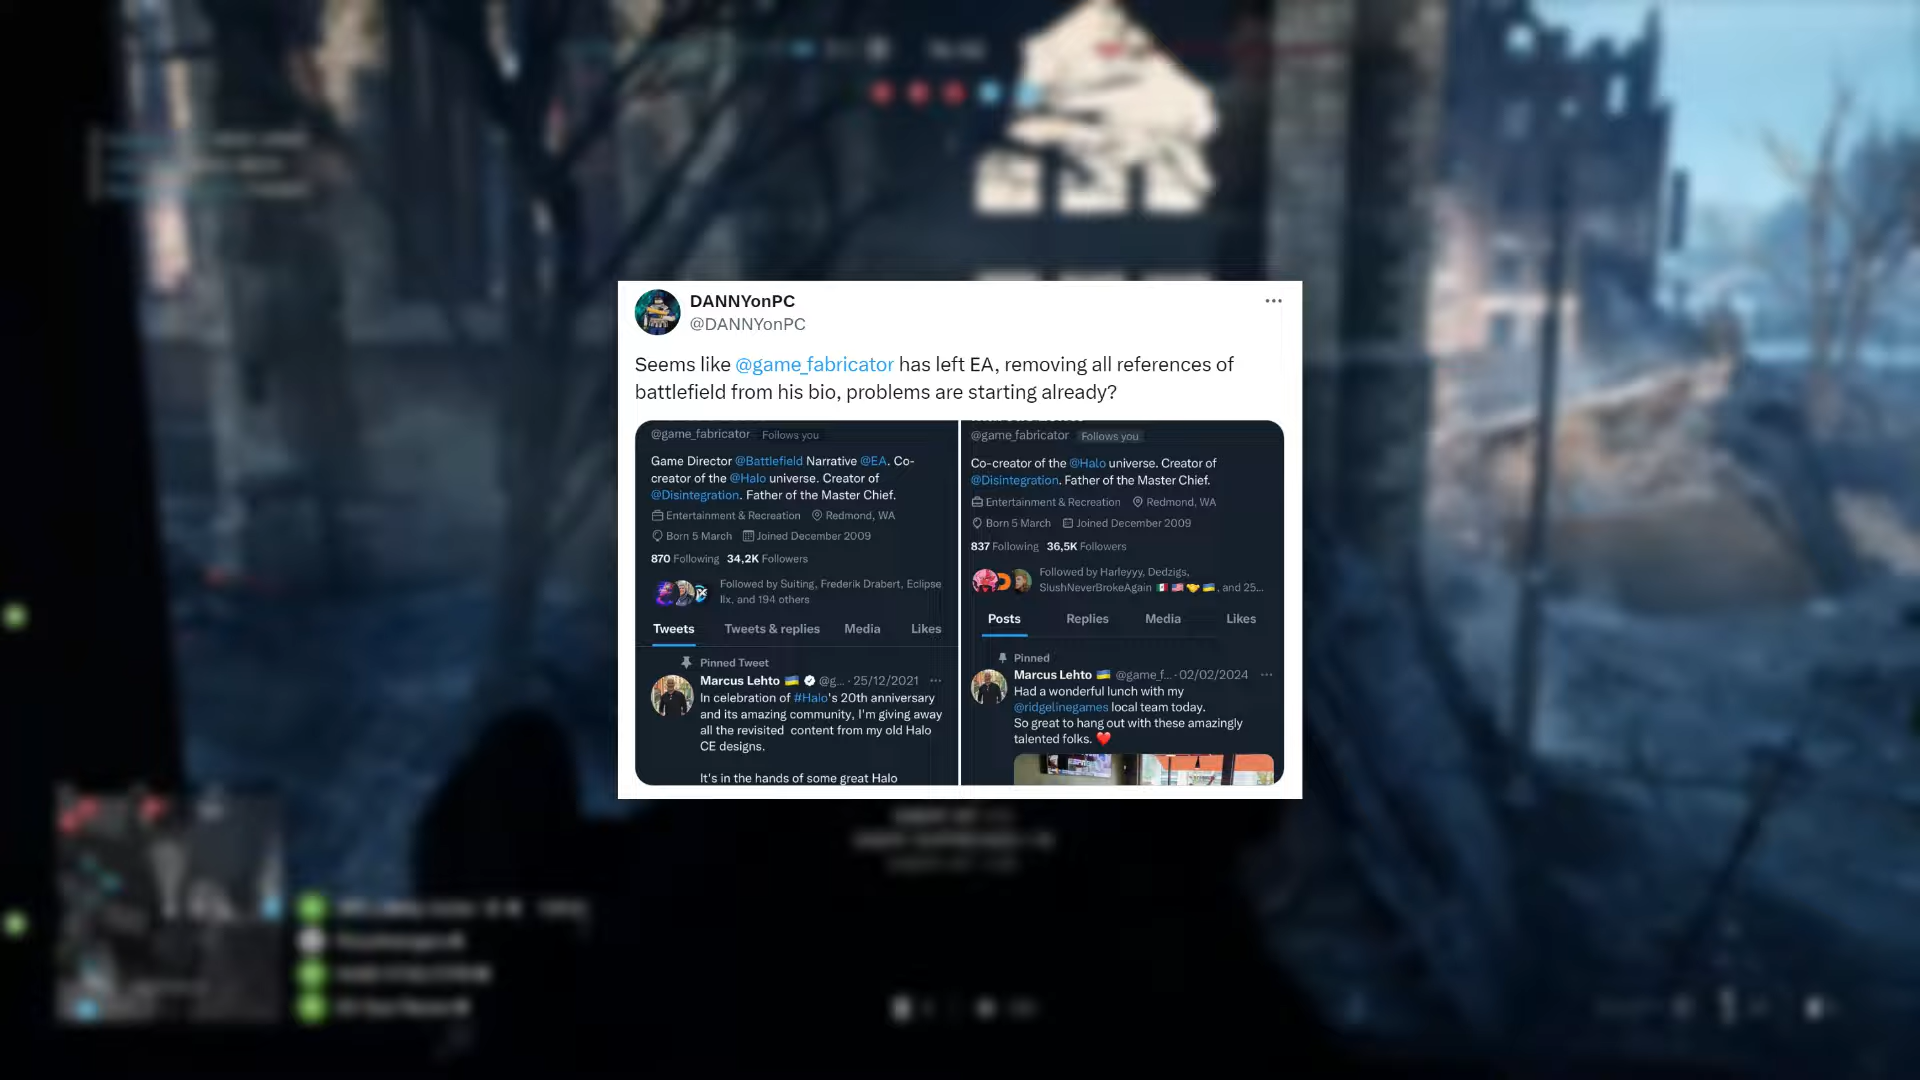 DANNYonPC
@DANNYonPC
Seems like @game_fabricator has left EA, removing all references of
battlefield from his bio, problems are starting already?
@game_fabricator Follows you
Game Director @Battlefield Narrative @EA. Co-
creator of the @Halo universe. Creator of
@Disintegration. Father of the Master Chief.
Entertainment & Recreation Redmond, WA
Born 5 March Joined December 2009
870 Following 34,2K Followers
Followed by Suiting, Frederik Drabert, Eclipse
llx, and 194 others
Tweets Tweets & replies Media Likes
Pinned Tweet
Marcus Lehto 🇺🇦 @g... · 25/12/2021 ...
In celebration of #Halo's 20th anniversary
and its amazing community, I'm giving away
all the revisited content from my old Halo
CE designs.
It's in the hands of some great Halo
@game_fabricator Follows you
Co-creator of the @Halo universe. Creator of
@Disintegration. Father of the Master Chief.
Entertainment & Recreation Redmond, WA
Born 5 March Joined December 2009
837 Following 36,5K Followers
Followed by Harleyyy, Dedzigs,
SlushNeverBrokeAgain 🇲🇽 🇺🇸 🤝 🇺🇦, and 25...
Posts Replies Media Likes
Pinned
Marcus Lehto 🇺🇦 @game_f... · 02/02/2024 ...
Had a wonderful lunch with my
@ridgelinegames local team today.
So great to hang out with these amazingly
talented folks. ❤️